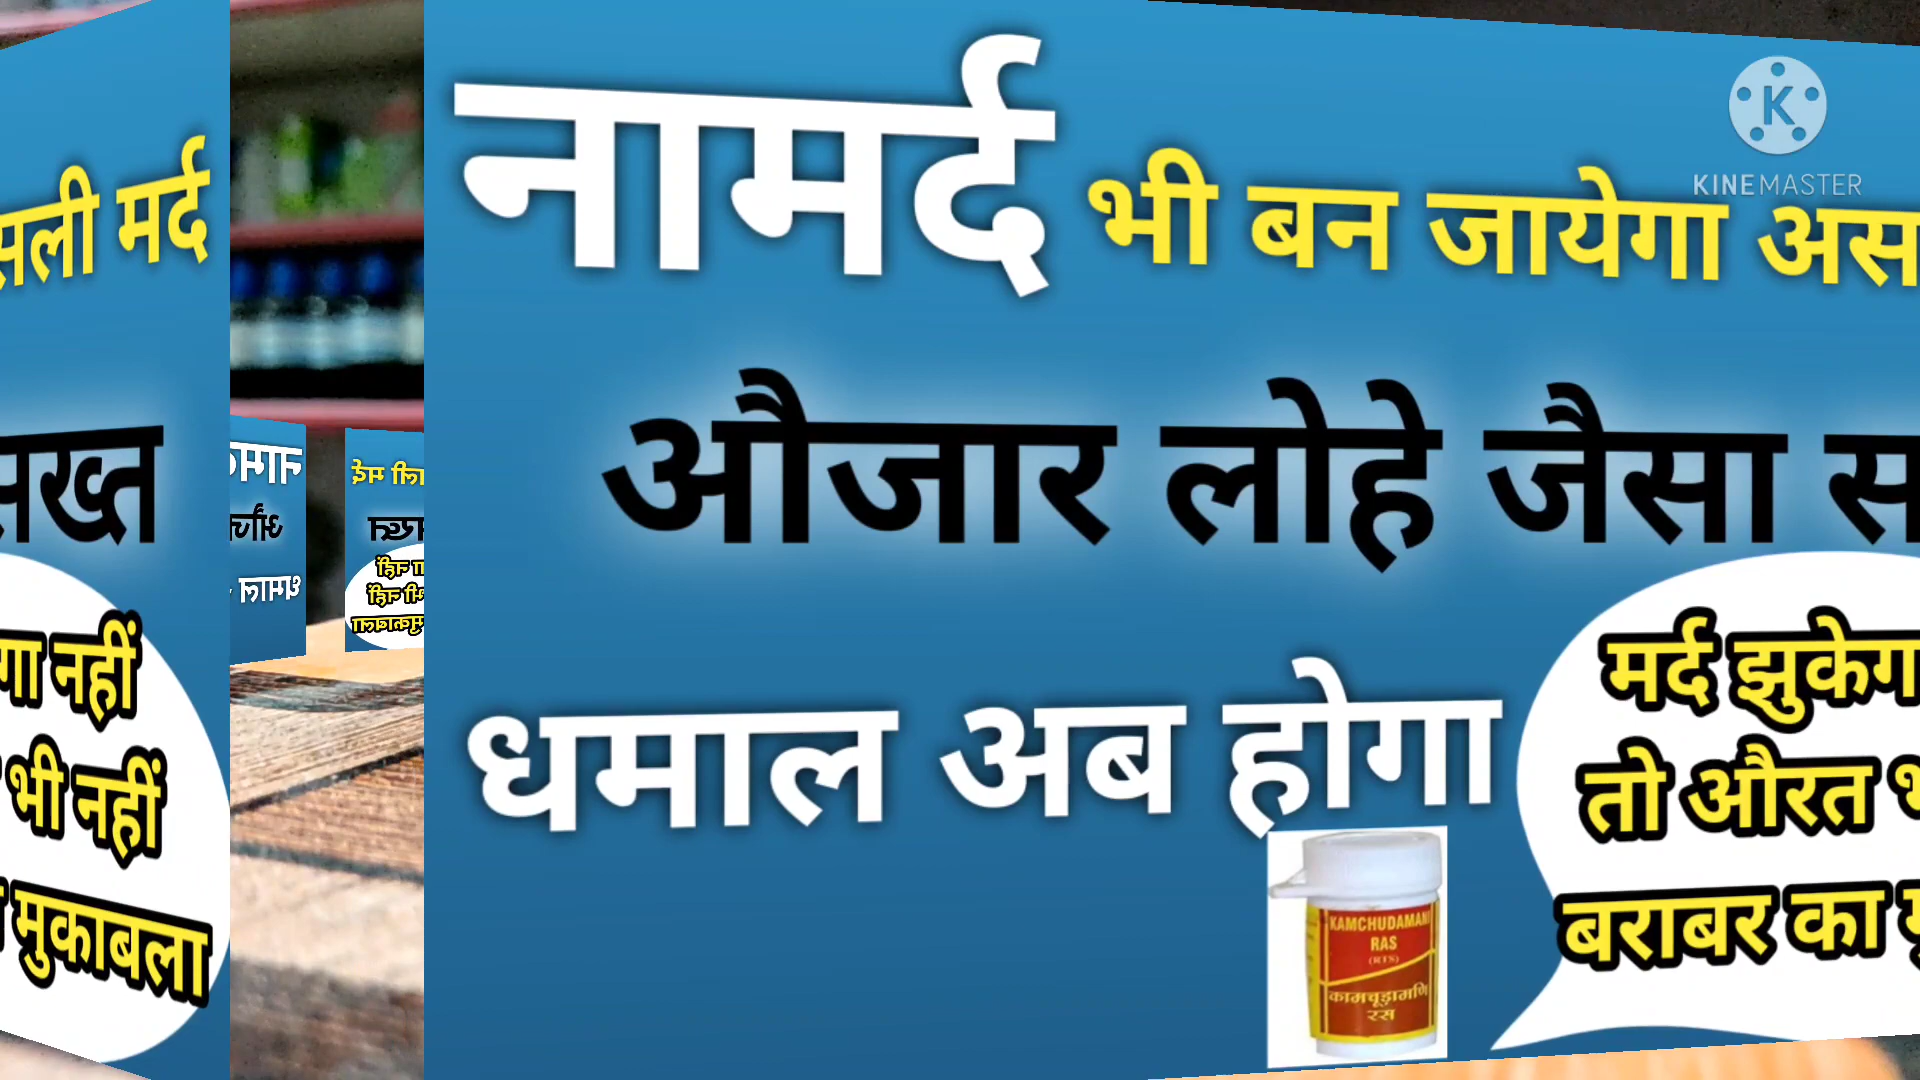 नामर्द भी बन जायेगा अस
औजार लोहे जैसा स
धमाल अब होगा
मर्द झुकेग
तो औरत भ
बराबर का मु
KAMCHUDAMANI
RAS
कामचूड़ामणि
रस
KINEMASTER
सली मर्द
सख्त
गा नहीं
भी नहीं
मुकाबला